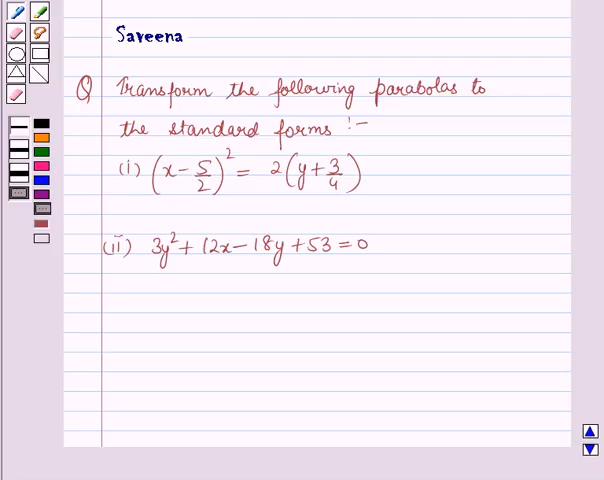 Saveena
Q Transform the following parabolas to
the standard forms :-
(i) (x - 5/2)² = 2(y + 3/4)
(ii) 3y² + 12x - 18y + 53 = 0